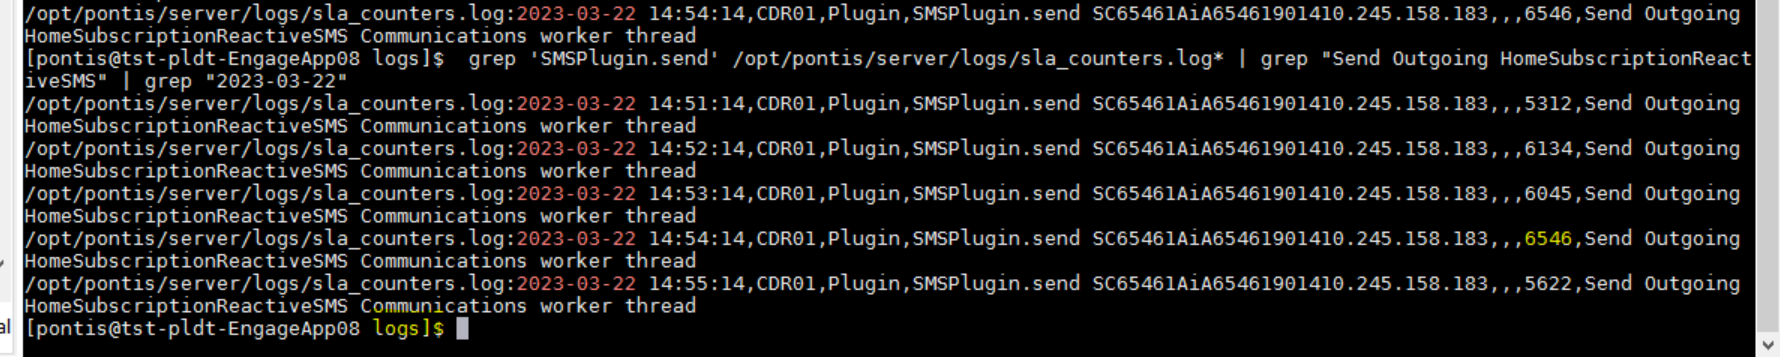 /opt/pontis/server/logs/sla_counters.log:2023-03-22 14:54:14,CDR01,Plugin,SMSPlugin.send SC65461AiA65461901410.245.158.183,,,6546,Send Outgoing
HomeSubscriptionReactiveSMS Communications worker thread
[pontis@tst-pldt-EngageApp08 logs]$  grep 'SMSPlugin.send' /opt/pontis/server/logs/sla_counters.log* | grep "Send Outgoing HomeSubscriptionReact
iveSMS" | grep "2023-03-22"
/opt/pontis/server/logs/sla_counters.log:2023-03-22 14:51:14,CDR01,Plugin,SMSPlugin.send SC65461AiA65461901410.245.158.183,,,5312,Send Outgoing
HomeSubscriptionReactiveSMS Communications worker thread
/opt/pontis/server/logs/sla_counters.log:2023-03-22 14:52:14,CDR01,Plugin,SMSPlugin.send SC65461AiA65461901410.245.158.183,,,6134,Send Outgoing
HomeSubscriptionReactiveSMS Communications worker thread
/opt/pontis/server/logs/sla_counters.log:2023-03-22 14:53:14,CDR01,Plugin,SMSPlugin.send SC65461AiA65461901410.245.158.183,,,6045,Send Outgoing
HomeSubscriptionReactiveSMS Communications worker thread
/opt/pontis/server/logs/sla_counters.log:2023-03-22 14:54:14,CDR01,Plugin,SMSPlugin.send SC65461AiA65461901410.245.158.183,,,6546,Send Outgoing
HomeSubscriptionReactiveSMS Communications worker thread
/opt/pontis/server/logs/sla_counters.log:2023-03-22 14:55:14,CDR01,Plugin,SMSPlugin.send SC65461AiA65461901410.245.158.183,,,5622,Send Outgoing
HomeSubscriptionReactiveSMS Communications worker thread
al
[pontis@tst-pldt-EngageApp08 logs]$